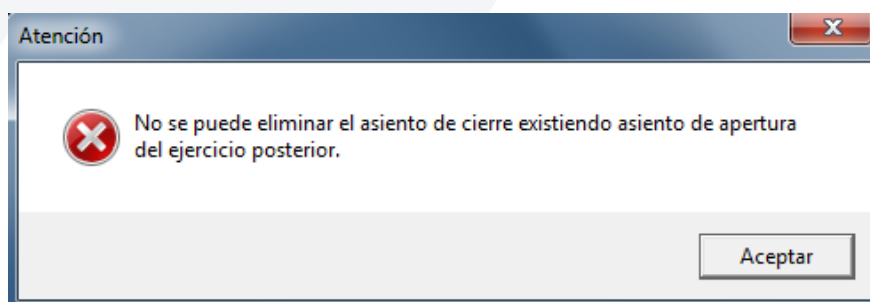 Atención
No se puede eliminar el asiento de cierre existiendo asiento de apertura
del ejercicio posterior.
Aceptar